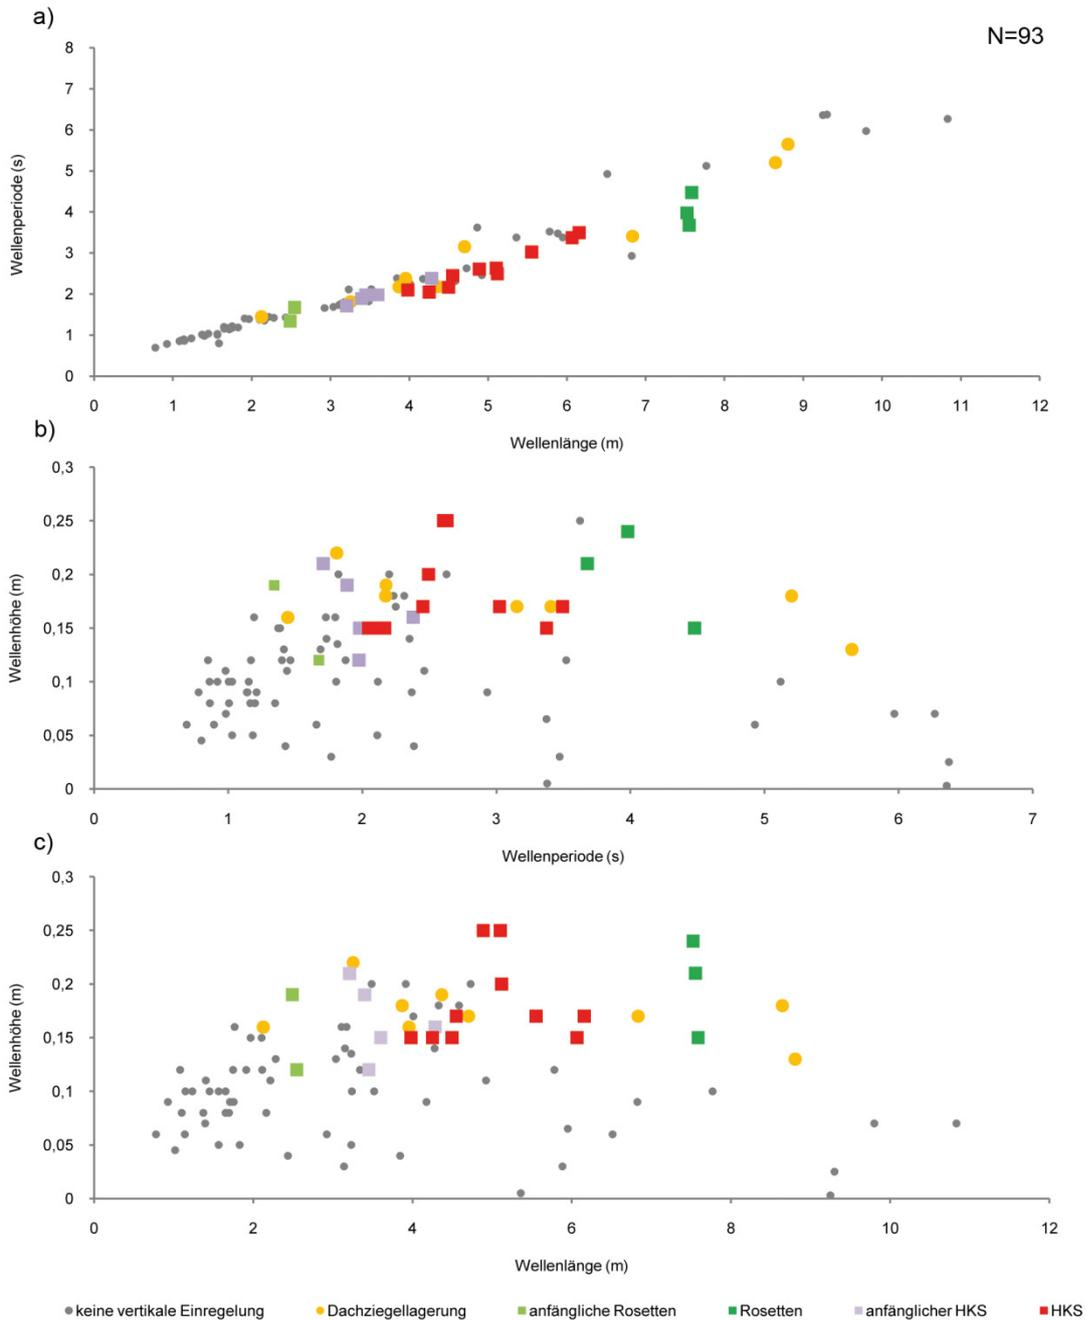 a)
N=93
8
7
6
5
4
3
2
1
0
Wellenperiode (s)
0 1 2 3 4 5 6 7 8 9 10 11 12
Wellenlänge (m)
b)
0,3
0,25
0,2
0,15
0,1
0,05
0
Wellenhöhe (m)
0 1 2 3 4 5 6 7
Wellenperiode (s)
c)
0,3
0,25
0,2
0,15
0,1
0,05
0
Wellenhöhe (m)
0 2 4 6 8 10 12
Wellenlänge (m)
keine vertikale Einregelung Dachziegellagerung anfängliche Rosetten Rosetten anfänglicher HKS HKS